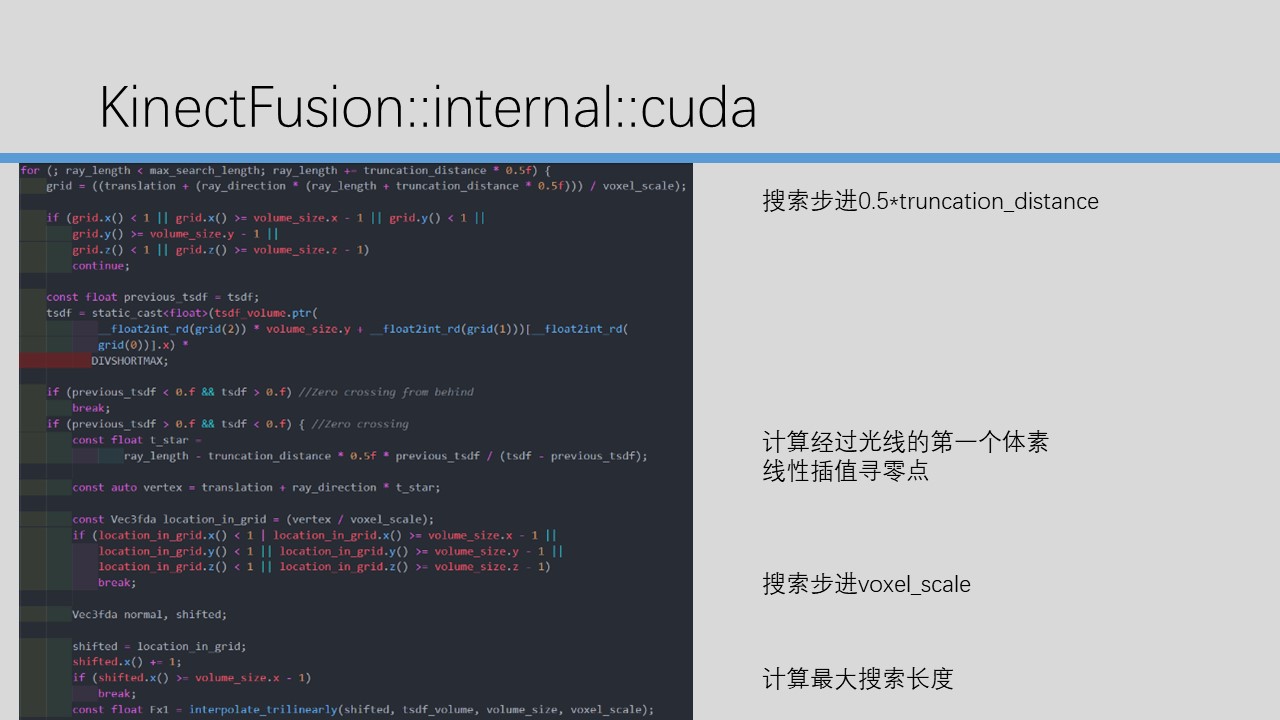 KinectFusion::internal::cuda
for (; ray_length < max_search_length; ray_length += truncation_distance * 0.5f) {
grid = ((translation + (ray_direction * (ray_length + truncation_distance * 0.5f))) / voxel_scale);
if (grid.x() < 1 || grid.x() >= volume_size.x - 1 || grid.y() < 1 ||
grid.y() >= volume_size.y - 1 ||
grid.z() < 1 || grid.z() >= volume_size.z - 1)
continue;
const float previous_tsdf = tsdf;
tsdf = static_cast<float>(tsdf_volume.ptr(
__float2int_rd(grid(2)) * volume_size.y + __float2int_rd(grid(1)))[__float2int_rd(
grid(0))].x) *
DIVSHORTMAX;
if (previous_tsdf < 0.f && tsdf > 0.f) //Zero crossing from behind
break;
if (previous_tsdf > 0.f && tsdf < 0.f) { //Zero crossing
const float t_star =
ray_length - truncation_distance * 0.5f * previous_tsdf / (tsdf - previous_tsdf);
const auto vertex = translation + ray_direction * t_star;
const Vec3fda location_in_grid = (vertex / voxel_scale);
if (location_in_grid.x() < 1 | location_in_grid.x() >= volume_size.x - 1 ||
location_in_grid.y() < 1 || location_in_grid.y() >= volume_size.y - 1 ||
location_in_grid.z() < 1 || location_in_grid.z() >= volume_size.z - 1)
break;
Vec3fda normal, shifted;
shifted = location_in_grid;
shifted.x() += 1;
if (shifted.x() >= volume_size.x - 1)
break;
const float Fx1 = interpolate_trilinearly(shifted, tsdf_volume, volume_size, voxel_scale);
搜索步进0.5*truncation_distance
计算经过光线的第一个体素
线性插值寻零点
搜索步进voxel_scale
计算最大搜索长度